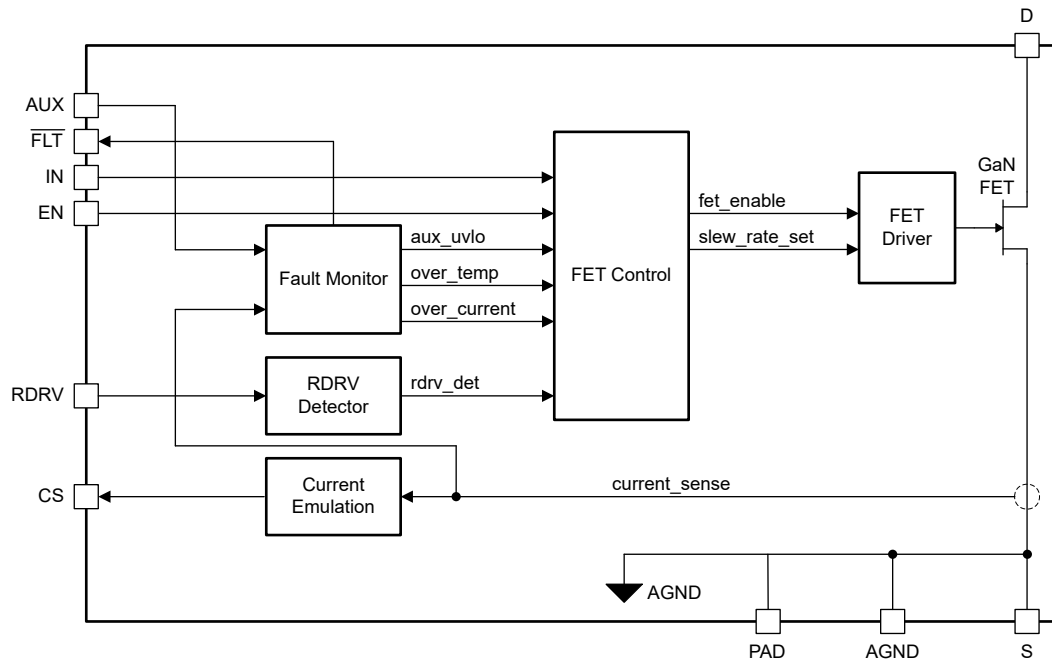 D
AUX
FLT
IN
EN
GaN
FET
fet_enable
slew_rate_set
FET
Driver
aux_uvlo
over_temp
over_current
Fault Monitor
FET Control
RDRV
RDRV
Detector
rdrv_det
CS
Current
Emulation
current_sense
AGND
PAD
AGND
S